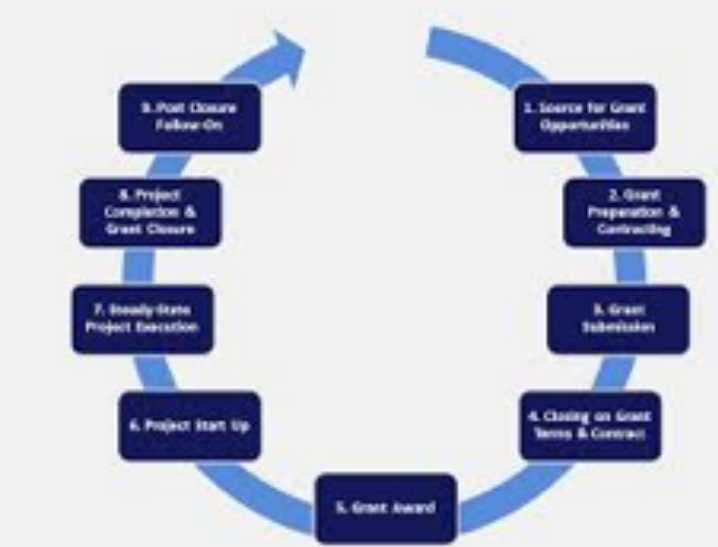 1. Source for Grant
Opportunities
2. Grant
Preparation &
Contracting
3. Grant
Submission
4. Closing on Grant
Terms & Contract
5. Grant Award
6. Project Start Up
7. Steady-State
Project Execution
8. Project
Completion &
Grant Closure
9. Post Closure
Follow-On